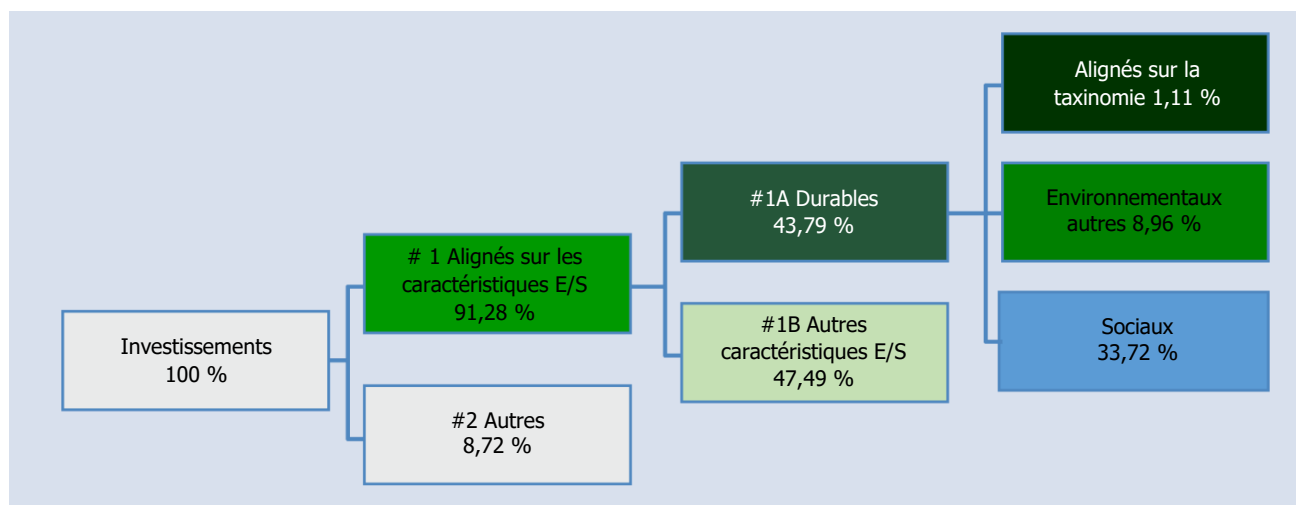 Investissements
100 %
# 1 Alignés sur les
caractéristiques E/S
91,28 %
#2 Autres
8,72 %
#1A Durables
43,79 %
#1B Autres
caractéristiques E/S
47,49 %
Alignés sur la
taxinomie 1,11 %
Environnementaux
autres 8,96 %
Sociaux
33,72 %